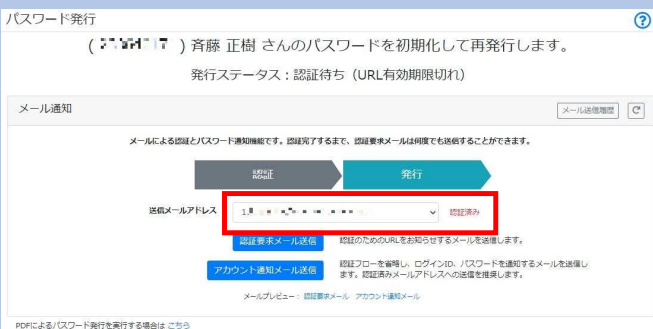 パスワード発行
( ) 斉藤 正樹 さんのパスワードを初期化して再発行します。
発行ステータス：認証待ち（URL有効期限切れ）
メール通知
メール送信履歴
メールによる認証とパスワード通知機能です。認証完了するまで、認証要求メールは何度でも送信することができます。
認証
発行
送信メールアドレス
認証済み
認証要求メール送信
認証のためのURLをお知らせするメールを送信します。
アカウント通知メール送信
認証フローを省略し、ログインID、パスワードを通知するメールを送信し
ます。認証済みメールアドレスへの送信を推奨します。
メールプレビュー： 認証要求メール アカウント通知メール
PDFによるパスワード発行を実行する場合は こちら